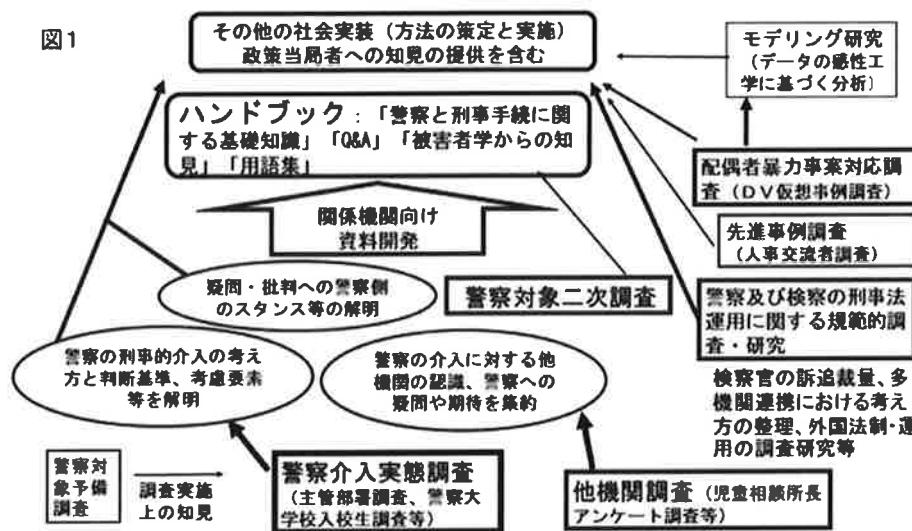 図1
その他の社会実装（方法の策定と実施）
政策当局者への知見の提供を含む
モデリング研究
（データの感性工
学に基づく分析）
ハンドブック：「警察と刑事手続に関
する基礎知識」「Q&A」「被害者学からの知
見」「用語集」
配偶者暴力事案対応調
査（DV仮想事例調査）
関係機関向け
資料開発
先進事例調査
（人事交流者調査）
疑問・批判への警察側
のスタンス等の解明
警察対象二次調査
警察及び検察の刑事法
運用に関する規範的調
査・研究
警察の刑事的介入の考え
方と判断基準、考慮要素
等を解明
警察の介入に対する他
機関の認識、警察への
疑問や期待を集約
検察官の訴追裁量、多
機関連携における考え
方の整理、外国法制・運
用の調査研究等
警察対
象予備
調査
調査実施
上の知見
警察介入実態調査
（主管部署調査、警察大
学校入校生調査等）
他機関調査（児童相談所長
アンケート調査等）